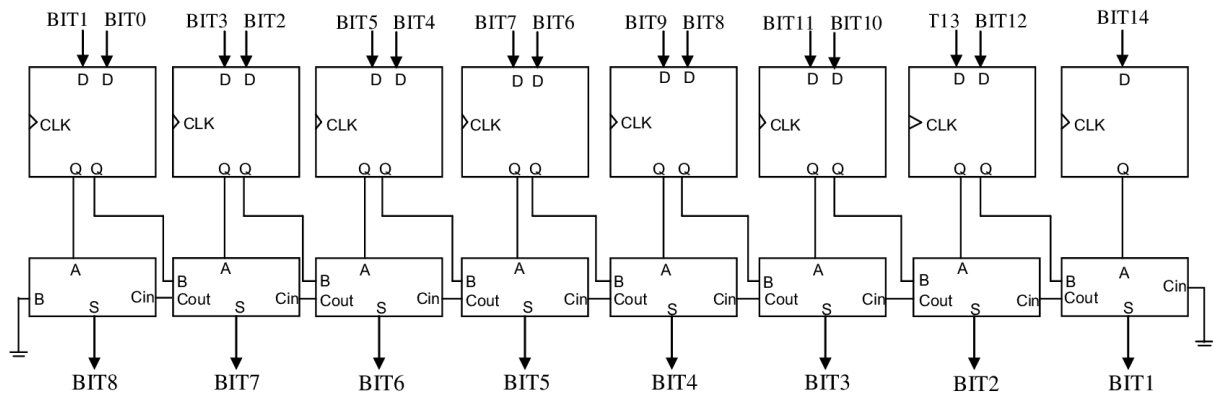 BIT1 BIT0 BIT3 BIT2 BIT5 BIT4 BIT7 BIT6 BIT9 BIT8 BIT11 BIT10 T13 BIT12 BIT14
D D D D D D D D D D D D D D D
CLK CLK CLK CLK CLK CLK CLK CLK
Q Q Q Q Q Q Q Q Q Q Q Q Q Q Q
A A A A A A A A
B Cin B Cout Cin B Cout Cin B Cout Cin B Cout Cin B Cout Cin B Cout Cin B Cout Cin
S S S S S S S S
BIT8 BIT7 BIT6 BIT5 BIT4 BIT3 BIT2 BIT1